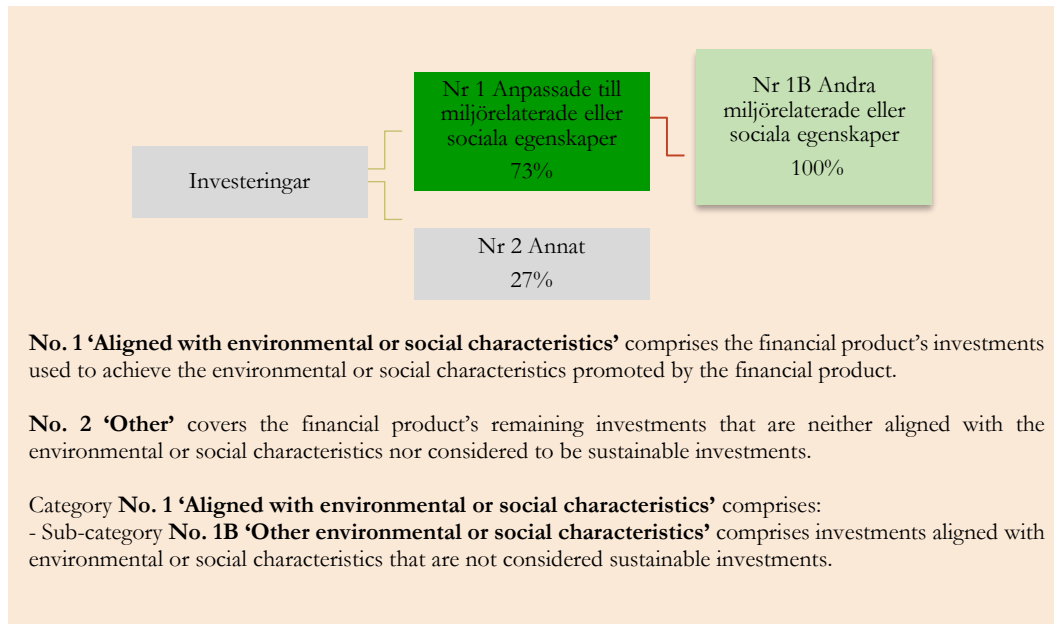 Investeringar
Nr 1 Anpassade till
miljörelaterade eller
sociala egenskaper
73%
Nr 1B Andra
miljörelaterade eller
sociala egenskaper
100%
Nr 2 Annat
27%
No. 1 ‘Aligned with environmental or social characteristics’ comprises the financial product’s investments
used to achieve the environmental or social characteristics promoted by the financial product.
No. 2 ‘Other’ covers the financial product’s remaining investments that are neither aligned with the
environmental or social characteristics nor considered to be sustainable investments.
Category No. 1 ‘Aligned with environmental or social characteristics’ comprises:
- Sub-category No. 1B ‘Other environmental or social characteristics’ comprises investments aligned with
environmental or social characteristics that are not considered sustainable investments.